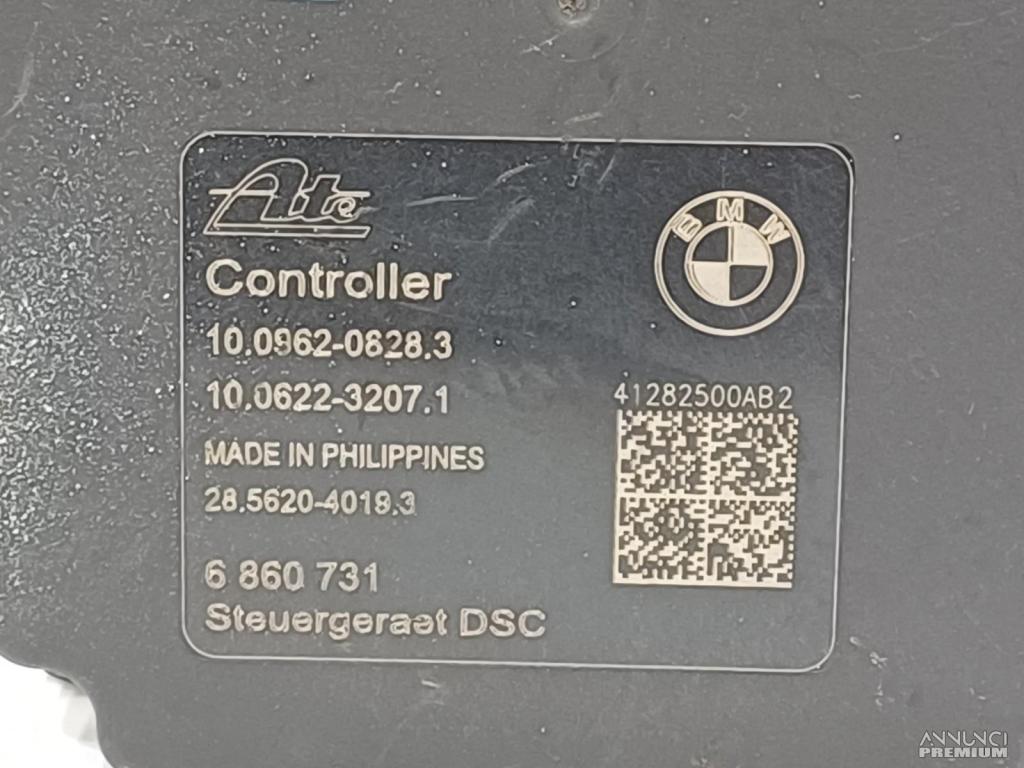 Ate
BMW
Controller
10.0962-0828.3
10.0622-3207.1
41282500AB2
MADE IN PHILIPPINES
28.5620-4019.3
6 860 731
Steuergeraet DSC
ANNUNCI
PREMIUM